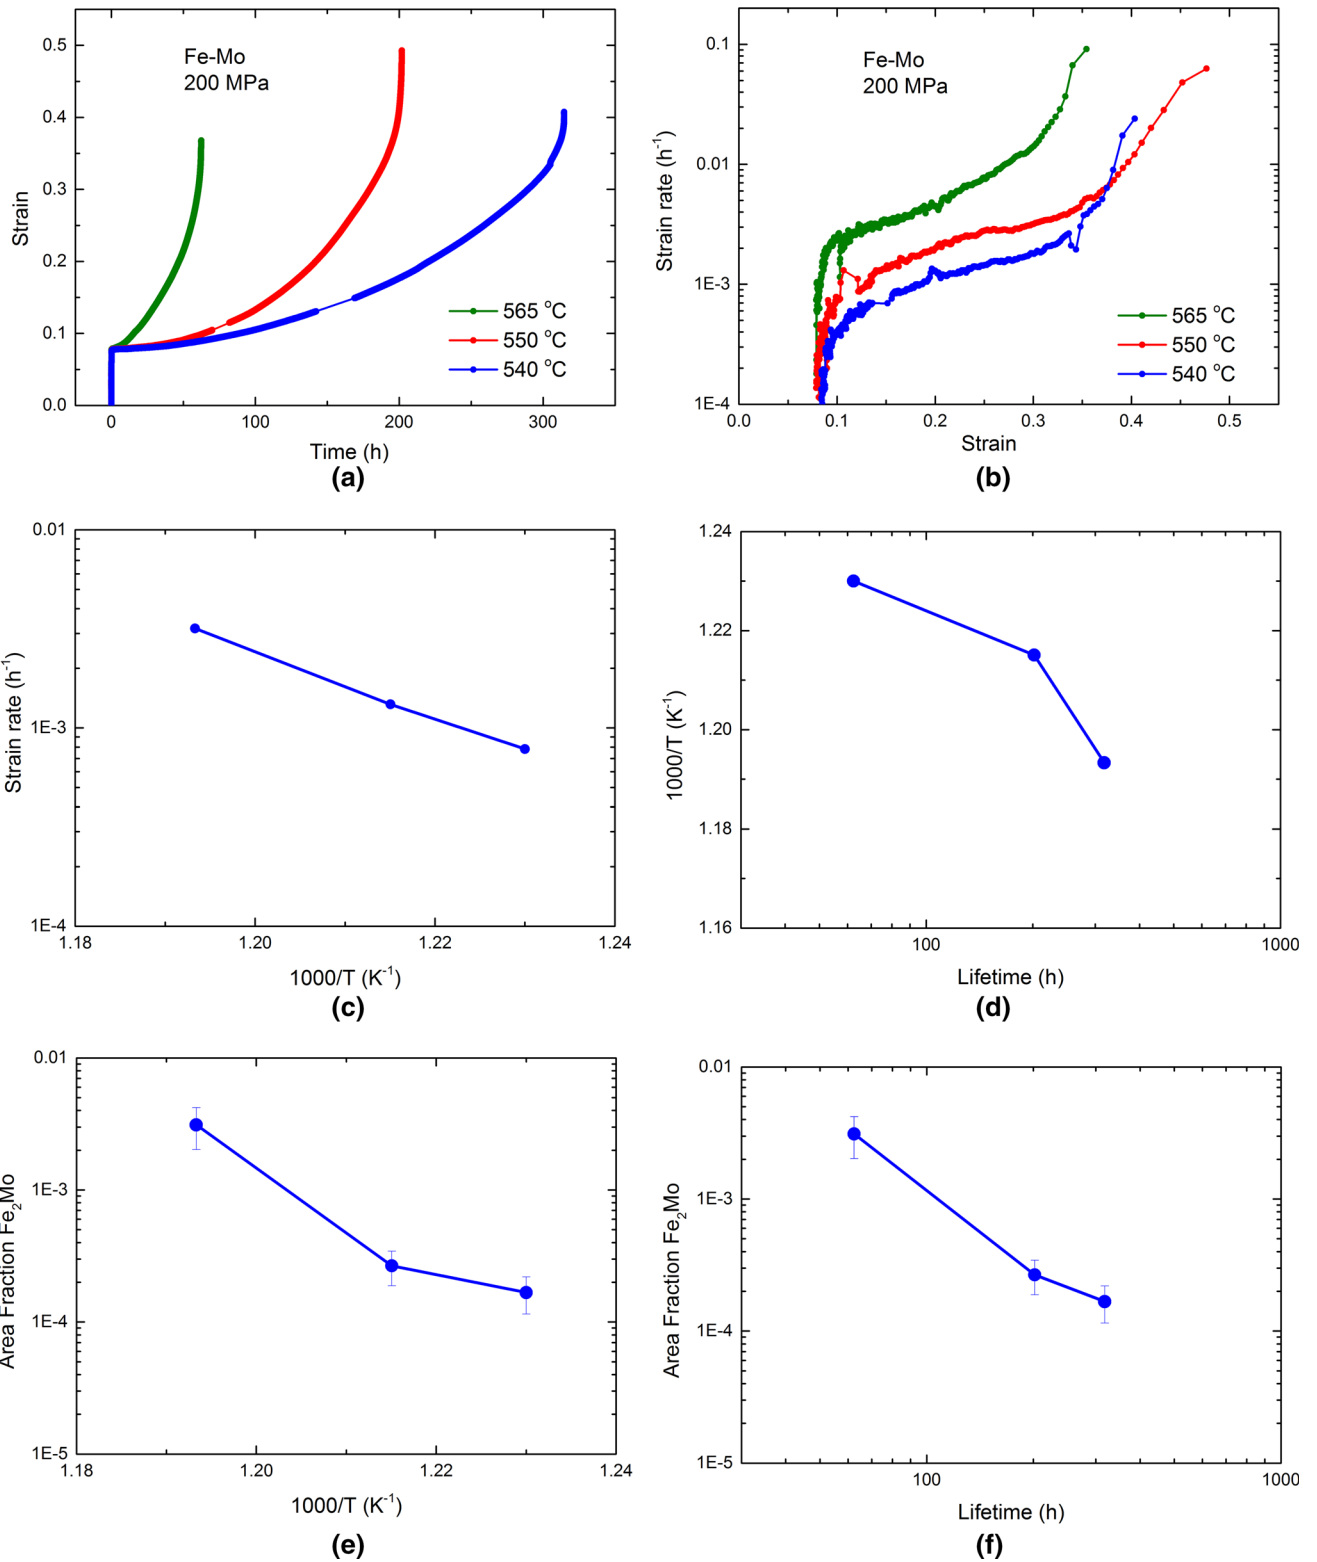 Fe-Mo
200 MPa
Strain
0.5
0.4
0.3
0.2
0.1
0.0
565 °C
550 °C
540 °C
0
100
200
300
Time (h)
(a)
Fe-Mo
200 MPa
Strain rate (h⁻¹)
0.1
0.01
1E-3
1E-4
565 °C
550 °C
540 °C
0.0
0.1
0.2
0.3
0.4
0.5
Strain
(b)
Strain rate (h⁻¹)
0.01
1E-3
1E-4
1.18
1.20
1.22
1.24
1000/T (K⁻¹)
(c)
1000/T (K⁻¹)
1.24
1.22
1.20
1.18
1.16
100
1000
Lifetime (h)
(d)
Area Fraction Fe₂Mo
0.01
1E-3
1E-4
1E-5
1.18
1.20
1.22
1.24
1000/T (K⁻¹)
(e)
Area Fraction Fe₂Mo
0.01
1E-3
1E-4
1E-5
100
1000
Lifetime (h)
(f)